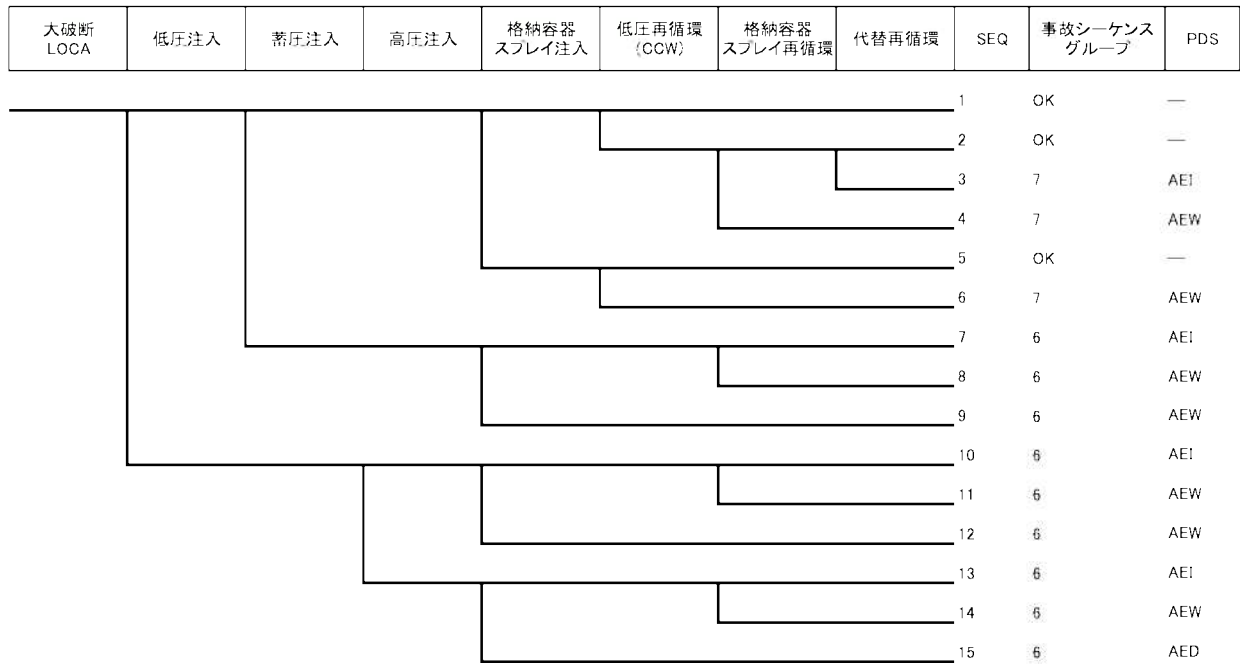 大破断
LOCA
低圧注入
蓄圧注入
高圧注入
格納容器
スプレイ注入
低圧再循環
(CCW)
格納容器
スプレイ再循環
代替再循環
SEQ
事故シーケンス
グループ
PDS
1 OK —
2 OK —
3 7 AEI
4 7 AEW
5 OK —
6 7 AEW
7 6 AEI
8 6 AEW
9 6 AEW
10 6 AEI
11 6 AEW
12 6 AEW
13 6 AEI
14 6 AEW
15 6 AED